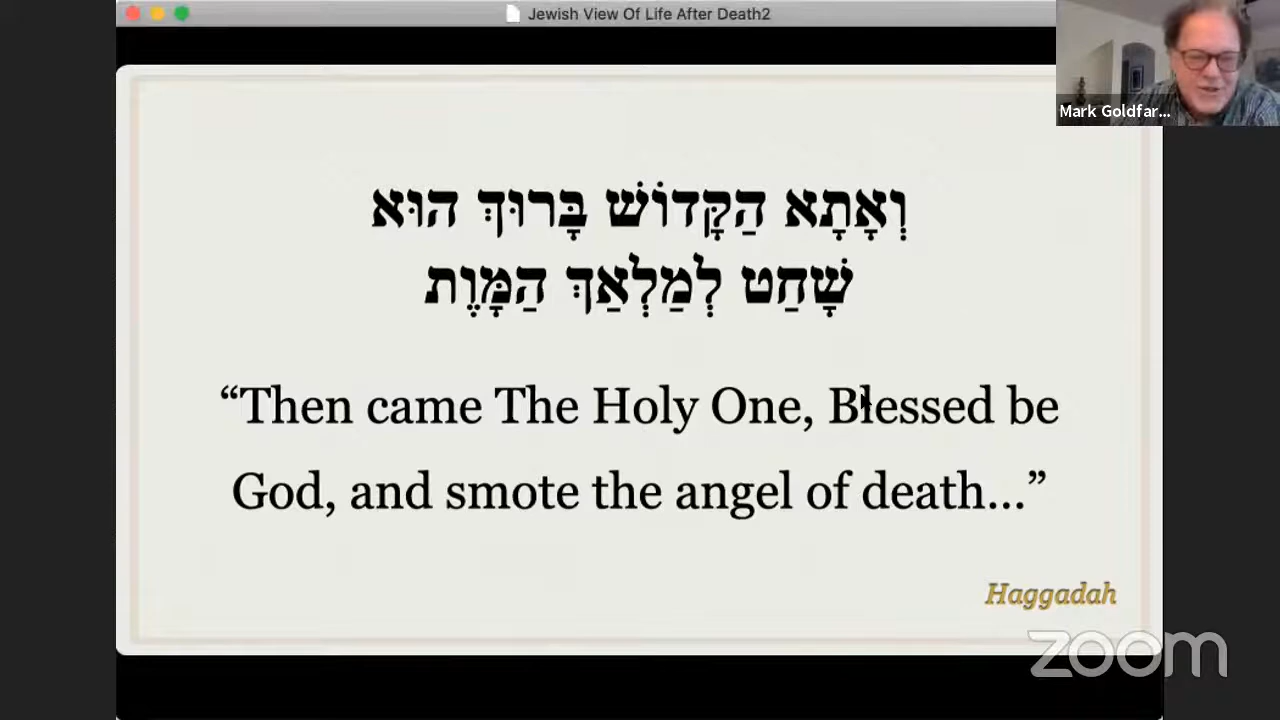 Jewish View Of Life After Death2
Mark Goldfar...
וְאָתָא הַקָּדוֹשׁ בָּרוּךְ הוּא
שָׁחַט לְמַלְאַךְ הַמָּוֶת
“Then came The Holy One, Blessed be
God, and smote the angel of death…”
Haggadah
zoom